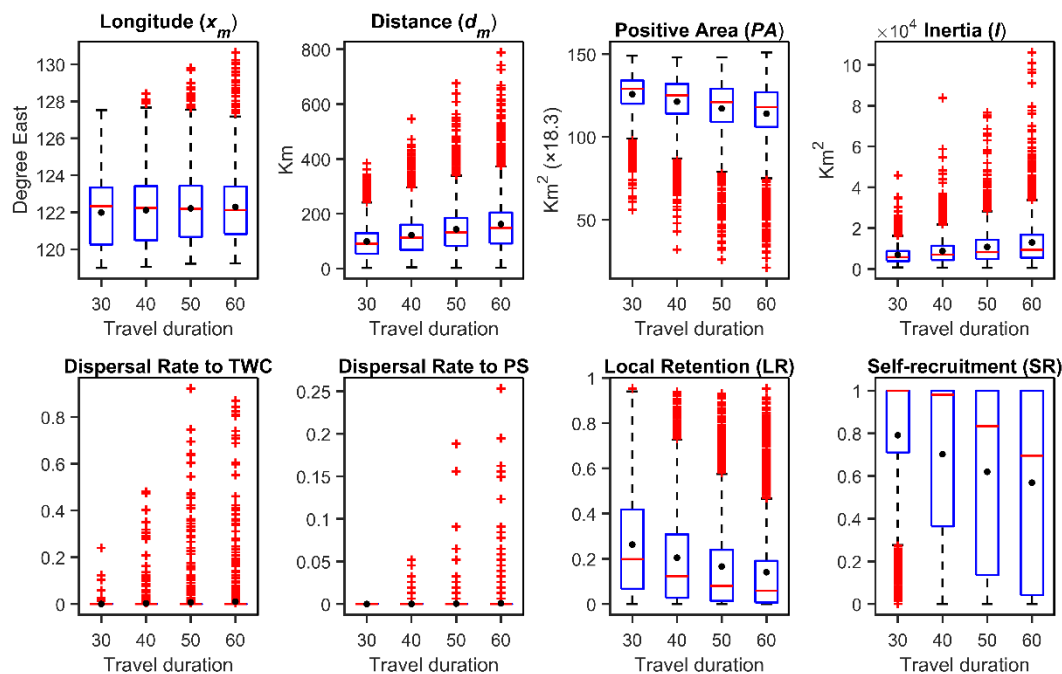 Longitude (x_m)
Degree East
130
128
126
124
122
120
30 40 50 60
Travel duration
Distance (d_m)
Km
800
600
400
200
0
30 40 50 60
Travel duration
Positive Area (PA)
Km² (×18.3)
150
100
50
30 40 50 60
Travel duration
×10⁴ Inertia (I)
Km²
10
8
6
4
2
0
30 40 50 60
Travel duration
Dispersal Rate to TWC
0.8
0.6
0.4
0.2
0
30 40 50 60
Travel duration
Dispersal Rate to PS
0.25
0.2
0.15
0.1
0.05
0
30 40 50 60
Travel duration
Local Retention (LR)
1
0.8
0.6
0.4
0.2
0
30 40 50 60
Travel duration
Self-recruitment (SR)
1
0.8
0.6
0.4
0.2
0
30 40 50 60
Travel duration